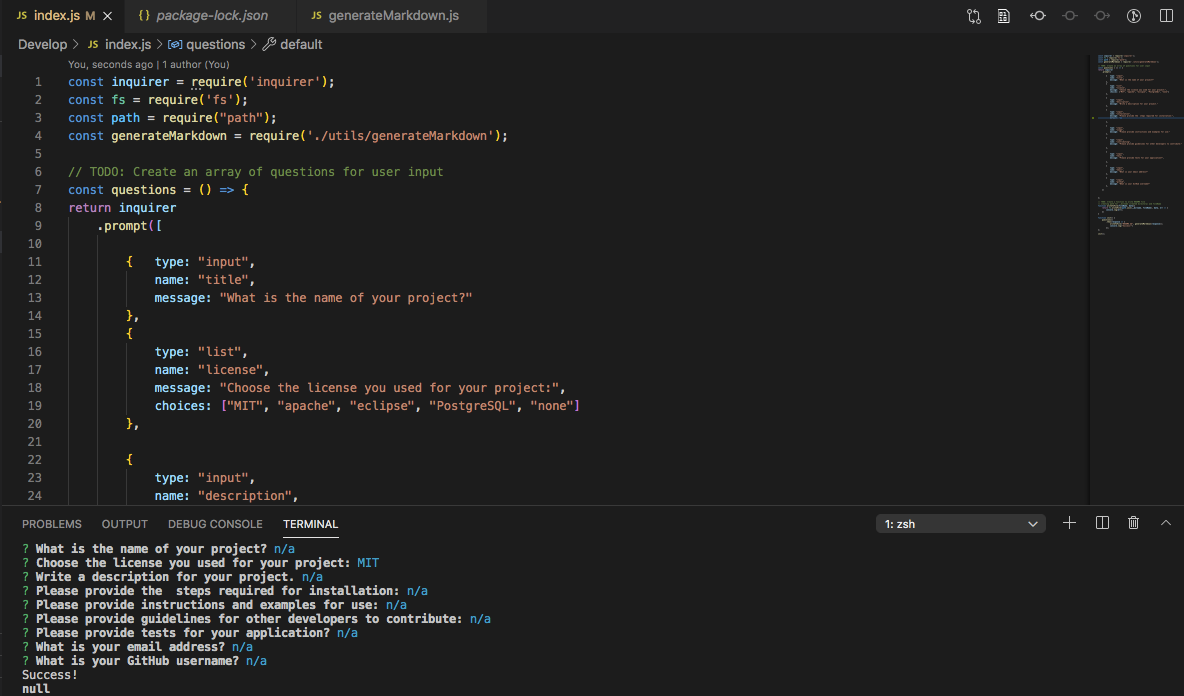 JS index.js M ×
{} package-lock.json
JS generateMarkdown.js
Develop > JS index.js > questions > default
You, seconds ago | 1 author (You)
1 const inquirer = require('inquirer');
2 const fs = require('fs');
3 const path = require("path");
4 const generateMarkdown = require('./utils/generateMarkdown');
5
6 // TODO: Create an array of questions for user input
7 const questions = () => {
8 return inquirer
9 .prompt([
10
11 { type: "input",
12 name: "title",
13 message: "What is the name of your project?"
14 },
15 {
16 type: "list",
17 name: "license",
18 message: "Choose the license you used for your project:",
19 choices: ["MIT", "apache", "eclipse", "PostgreSQL", "none"]
20 },
21
22 {
23 type: "input",
24 name: "description",
PROBLEMS OUTPUT DEBUG CONSOLE TERMINAL
1: zsh
? What is the name of your project? n/a
? Choose the license you used for your project: MIT
? Write a description for your project. n/a
? Please provide the  steps required for installation: n/a
? Please provide instructions and examples for use: n/a
? Please provide guidelines for other developers to contribute: n/a
? Please provide tests for your application? n/a
? What is your email address? n/a
? What is your GitHub username? n/a
Success!
null